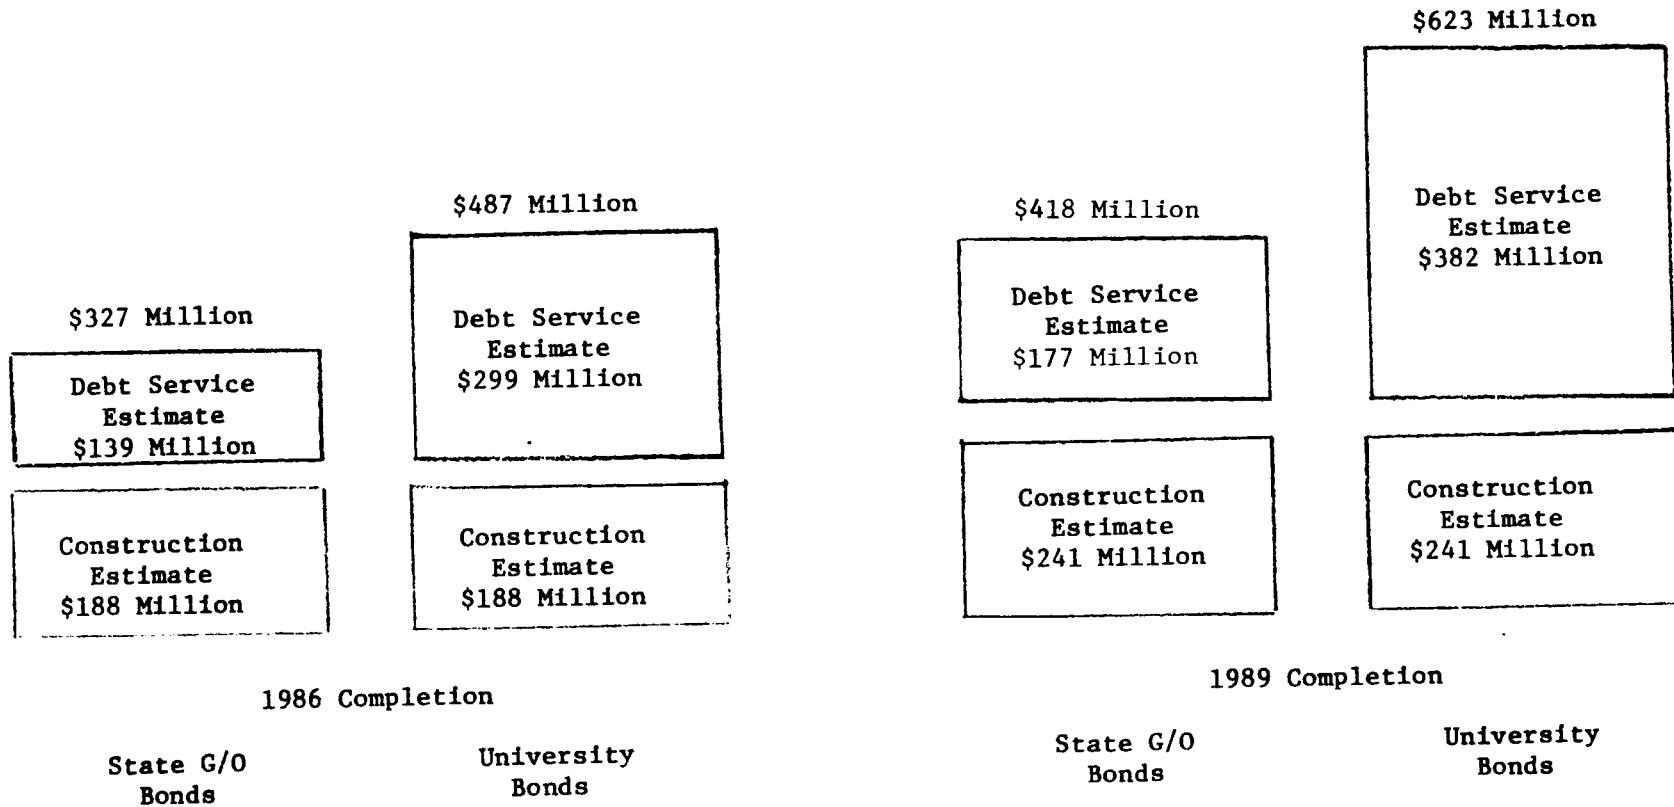 $327 Million
Debt Service
Estimate
$139 Million
Construction
Estimate
$188 Million
$487 Million
Debt Service
Estimate
$299 Million
Construction
Estimate
$188 Million
1986 Completion
State G/O
Bonds
University
Bonds
$418 Million
Debt Service
Estimate
$177 Million
Construction
Estimate
$241 Million
$623 Million
Debt Service
Estimate
$382 Million
Construction
Estimate
$241 Million
1989 Completion
State G/O
Bonds
University
Bonds